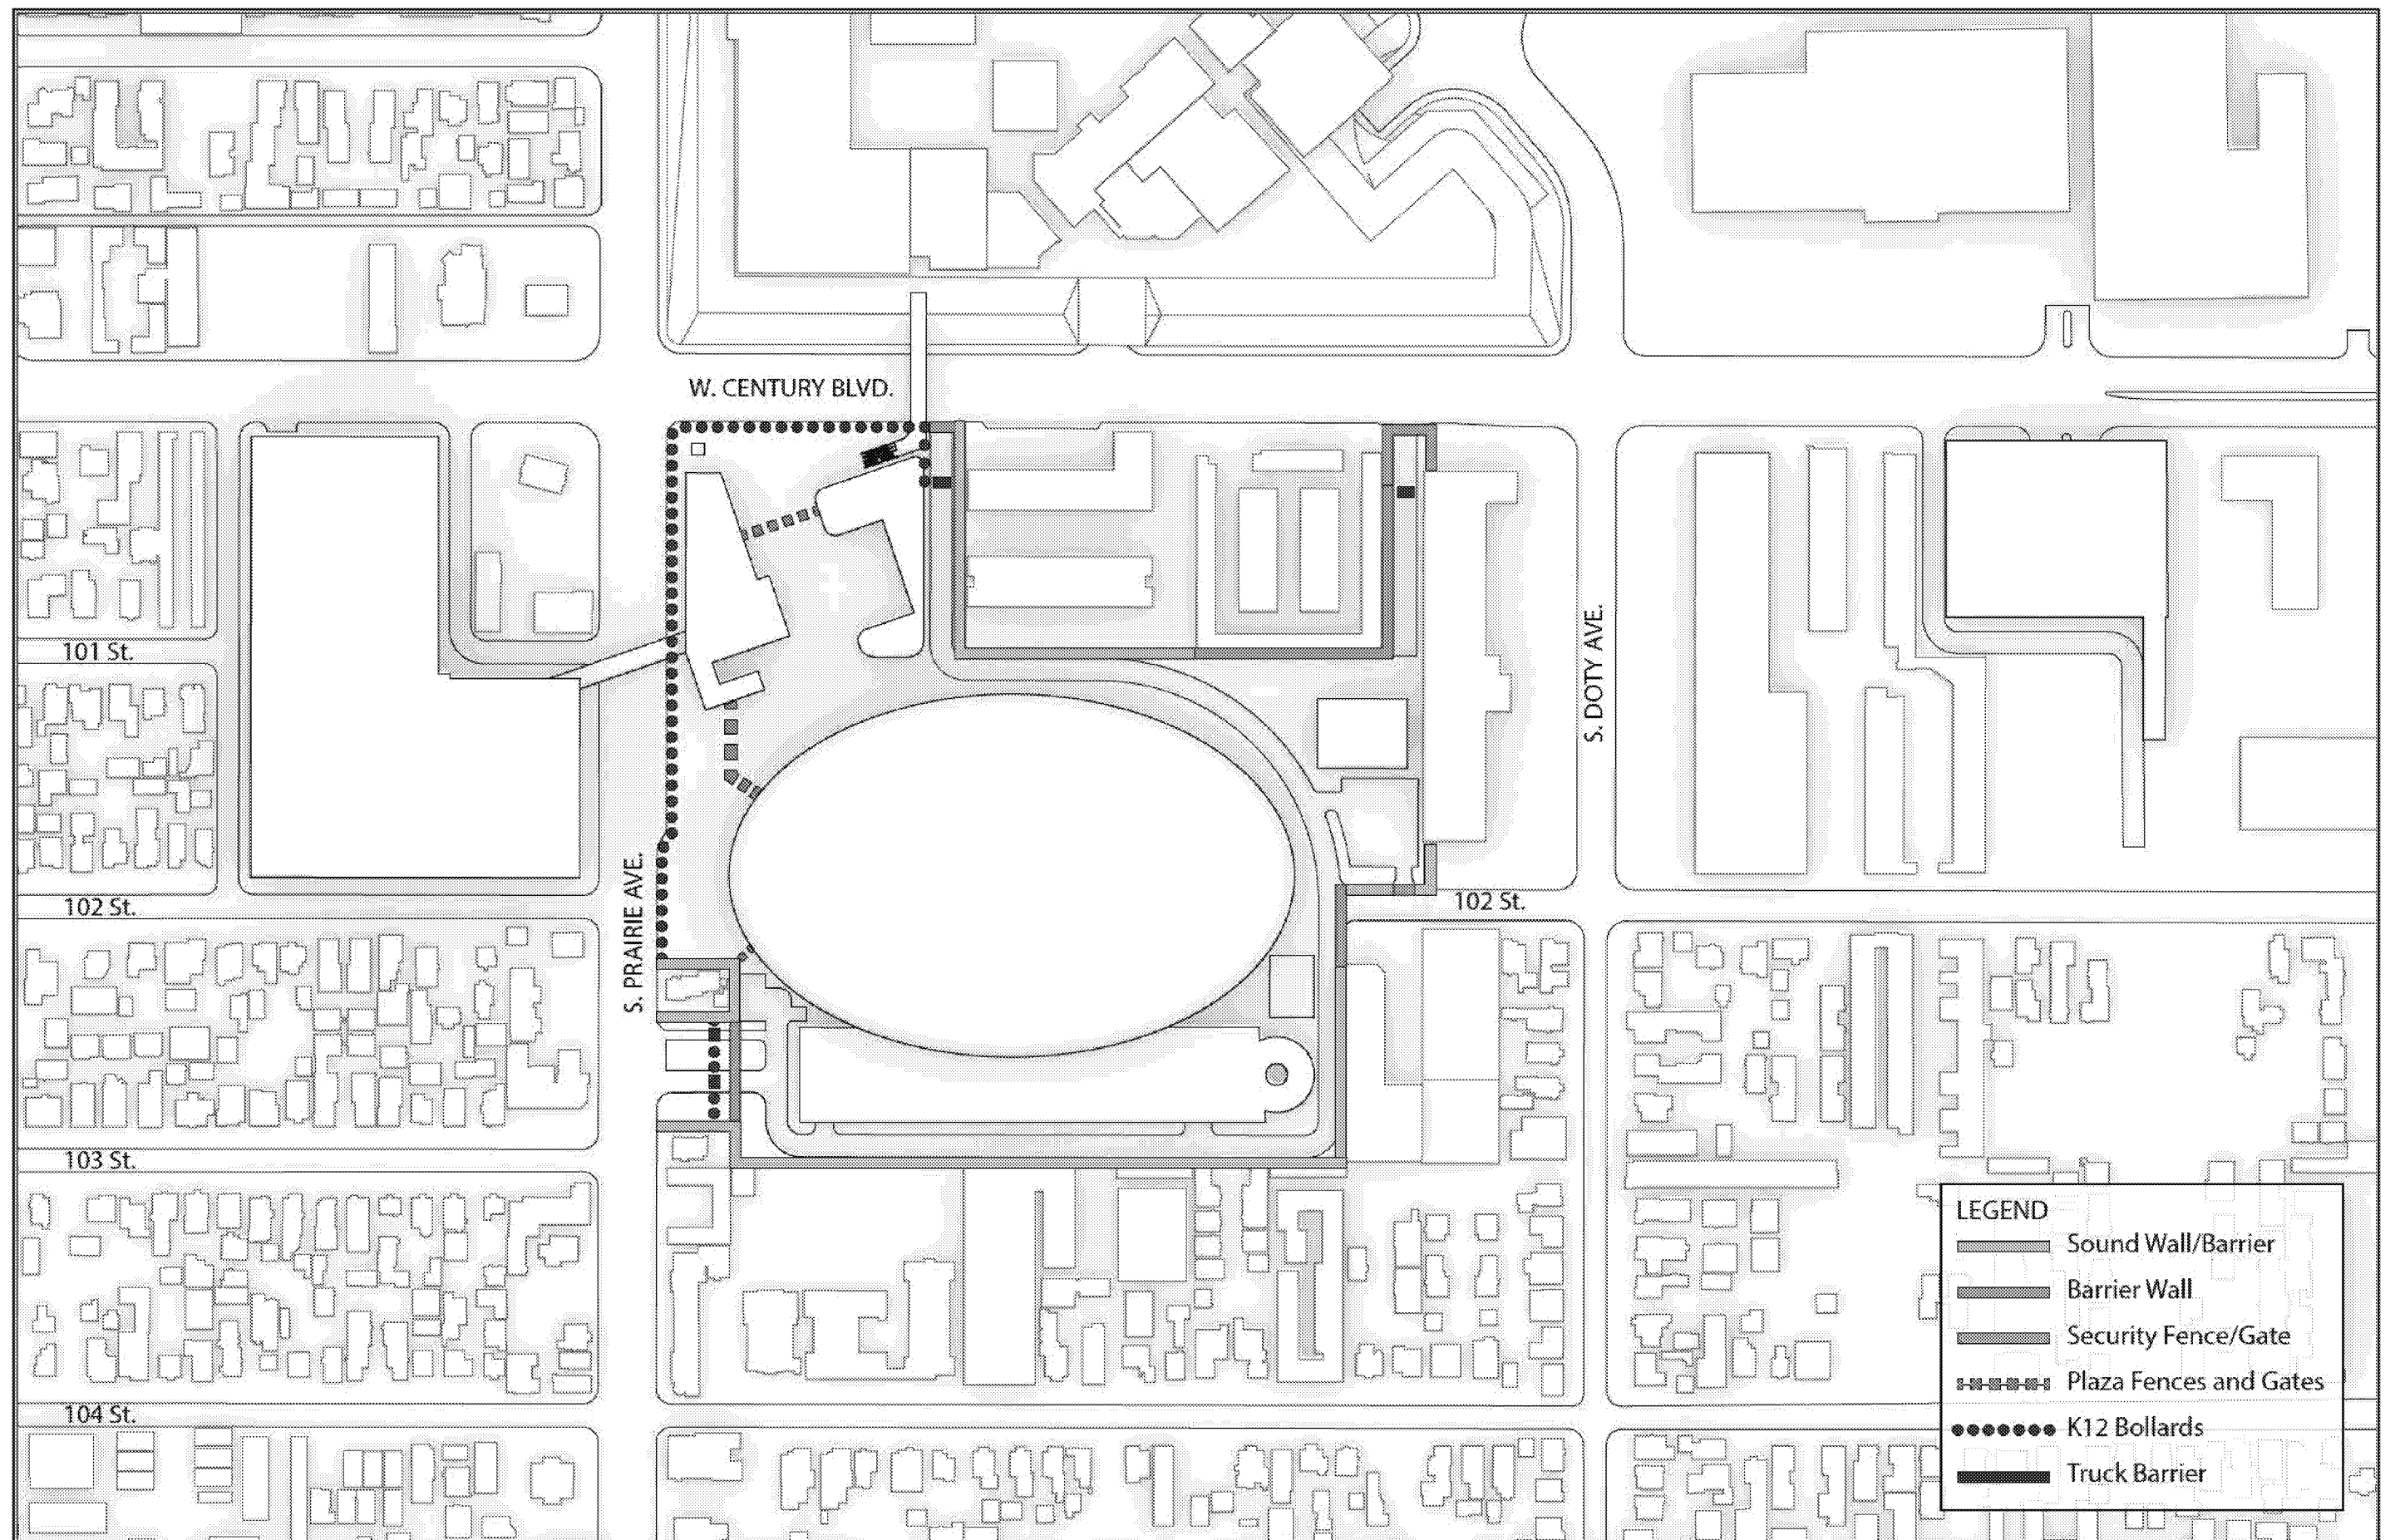 W. CENTURY BLVD.
101 St.
S. DOTY AVE.
S. PRAIRIE AVE.
102 St.
102 St.
103 St.
104 St.
LEGEND
Sound Wall/Barrier
Barrier Wall
Security Fence/Gate
Plaza Fences and Gates
K12 Bollards
Truck Barrier